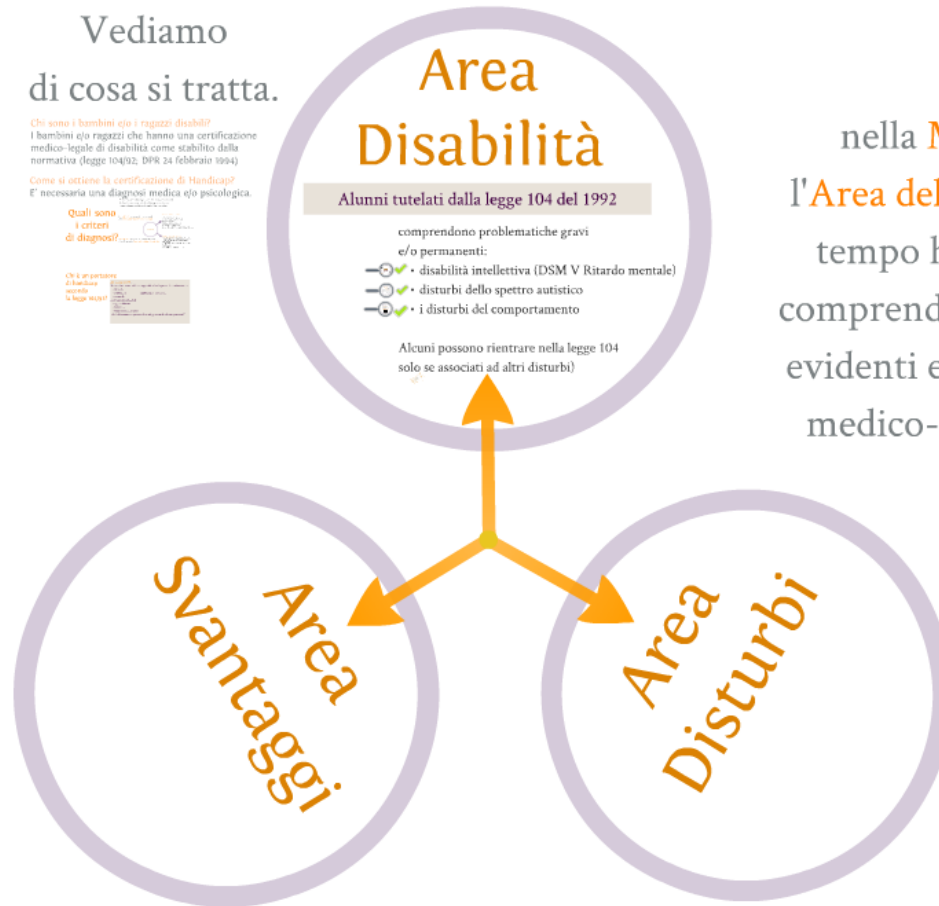 Vediamo
di cosa si tratta.
Chi sono i bambini e/o i ragazzi disabili?
I bambini e/o ragazzi che hanno una certificazione
medico-legale di disabilità come stabilito dalla
normativa (legge 104/92; DPR 24 febbraio 1994)
Come si ottiene la certificazione di Handicap?
E' necessaria una diagnosi medica e/o psicologica.
Quali sono
i criteri
di diagnosi?
Area
Disabilità
Alunni tutelati dalla legge 104 del 1992
comprendono problematiche gravi
e/o permanenti:
• disabilità intellettiva (DSM V Ritardo mentale)
• disturbi dello spettro autistico
• i disturbi del comportamento
Alcuni possono rientrare nella legge 104
solo se associati ad altri disturbi)
nella M
l'Area del
tempo h
comprend
evidenti e
medico-
Area
Svantaggi
Area
Disturbi